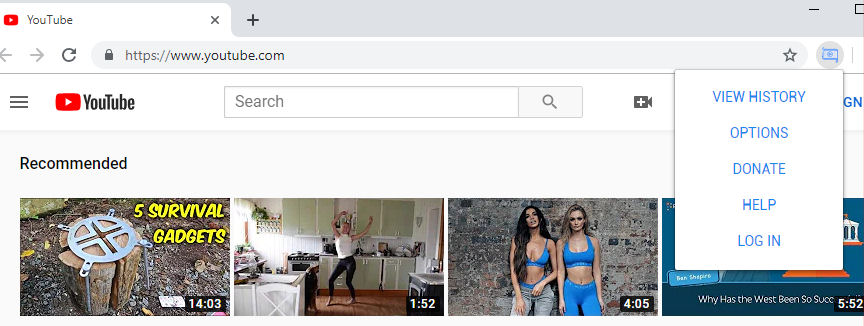 YouTube
https://www.youtube.com
YouTube
Search
GN
VIEW HISTORY
OPTIONS
DONATE
HELP
LOG IN
Recommended
5 SURVIVAL
GADGETS
14:03
1:52
4:05
Ben Shapiro
Why Has the West Been So Succ
5:52